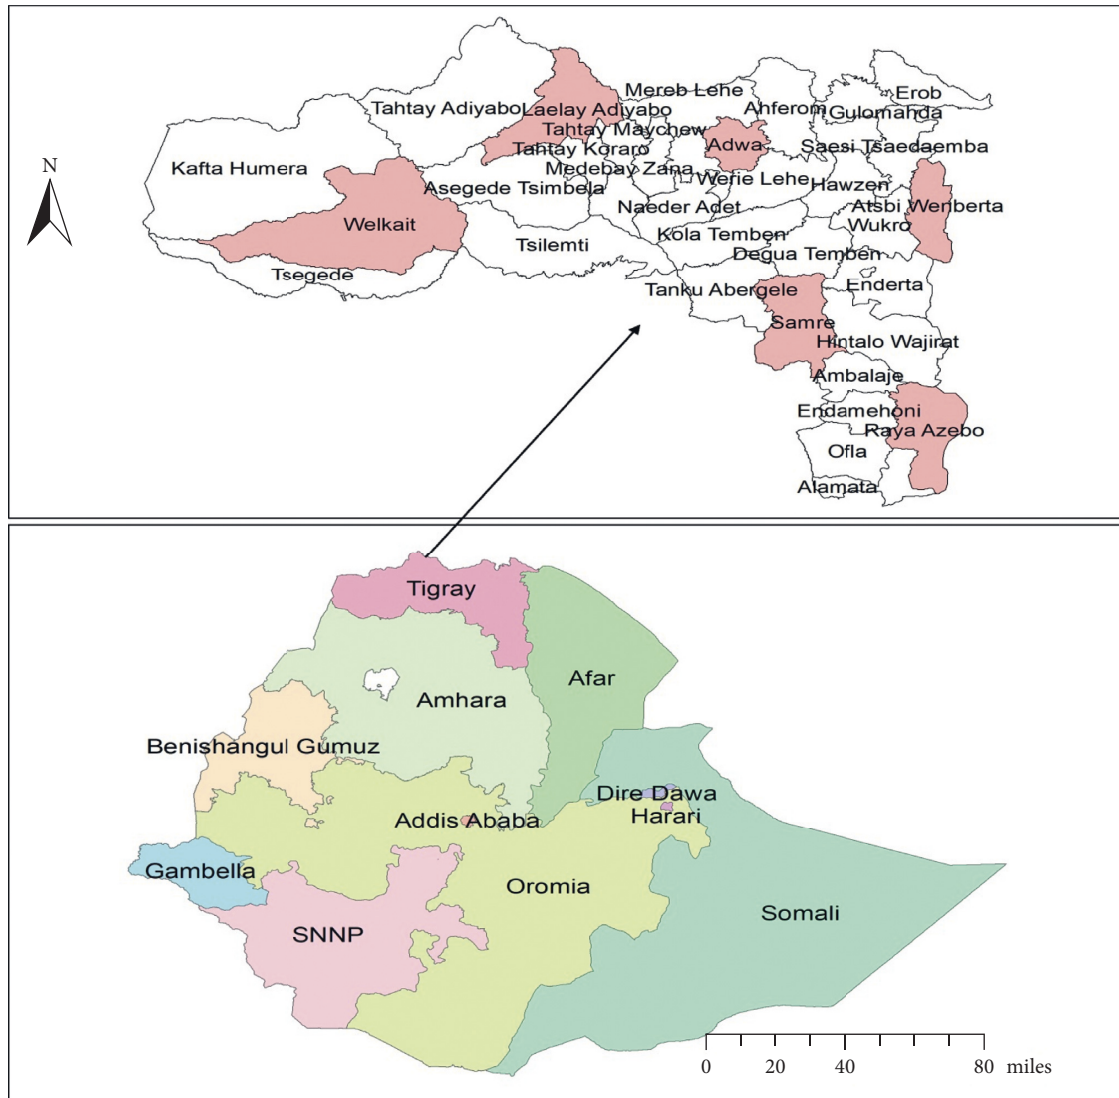 Mereb Lehe
Erob
Tahtay Adiyabo
Laelay Adiyabo
Ahferom
Gulomahda
Tahtay Maychew
Adwa
Saesi Tsaedaemba
Tahtay Koraro
N
Kafta Humera
Medebay Zana
Asegede Tsimbela
Werie Lehe
Hawzen
Naeder Adet
Atsbi Wenberta
Welkait
Wukro
Kola Temben
Tsilemti
Degua Temben
Tsegede
Tanku Abergele
Enderta
Samre
Hintalo Wajirat
Ambalaje
Endamehoni
Raya Azebo
Ofla
Alamata
Tigray
Afar
Amhara
Benishangul Gumuz
Dire Dawa
Addis Ababa
Harari
Gambella
Oromia
Somali
SNNP
0 20 40 80 miles